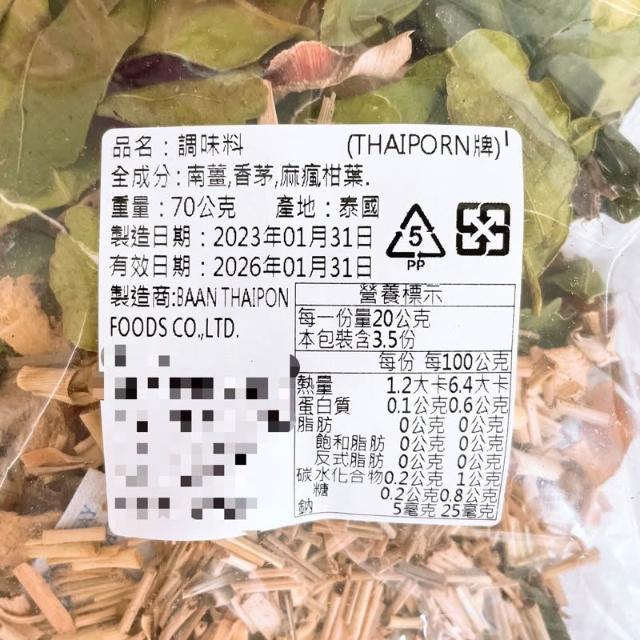 品名：調味料 (THAIPORN牌)
全成分：南薑,香茅,麻瘋柑葉.
重量：70公克 產地：泰國
製造日期：2023年01月31日
有效日期：2026年01月31日
5
PP
製造商:BAAN THAIPON
FOODS CO.,LTD.
營養標示
每一份量20公克
本包裝含3.5份
每份 每100公克
熱量 1.2大卡 6.4大卡
蛋白質 0.1公克 0.6公克
脂肪 0公克 0公克
飽和脂肪 0公克 0公克
反式脂肪 0公克 0公克
碳水化合物 0.2公克 1公克
糖 0.2公克 0.8公克
鈉 5毫克 25毫克